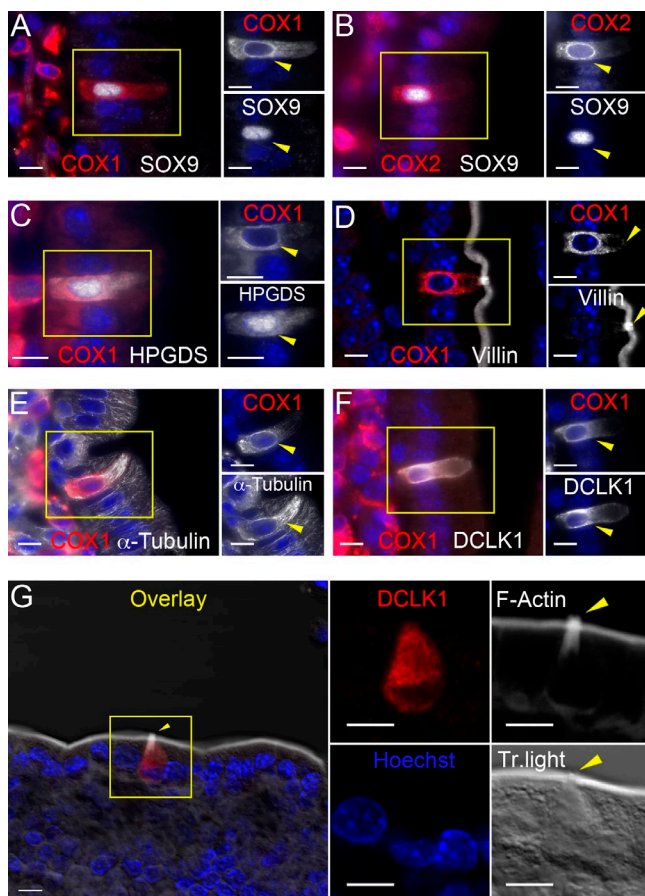 A
COX1 SOX9
COX1
SOX9
B
COX2 SOX9
COX2
SOX9
C
COX1 HPGDS
COX1
HPGDS
D
COX1 Villin
COX1
Villin
E
COX1 α-Tubulin
COX1
α-Tubulin
F
COX1 DCLK1
COX1
DCLK1
G
Overlay
DCLK1
F-Actin
Hoechst
Tr.light